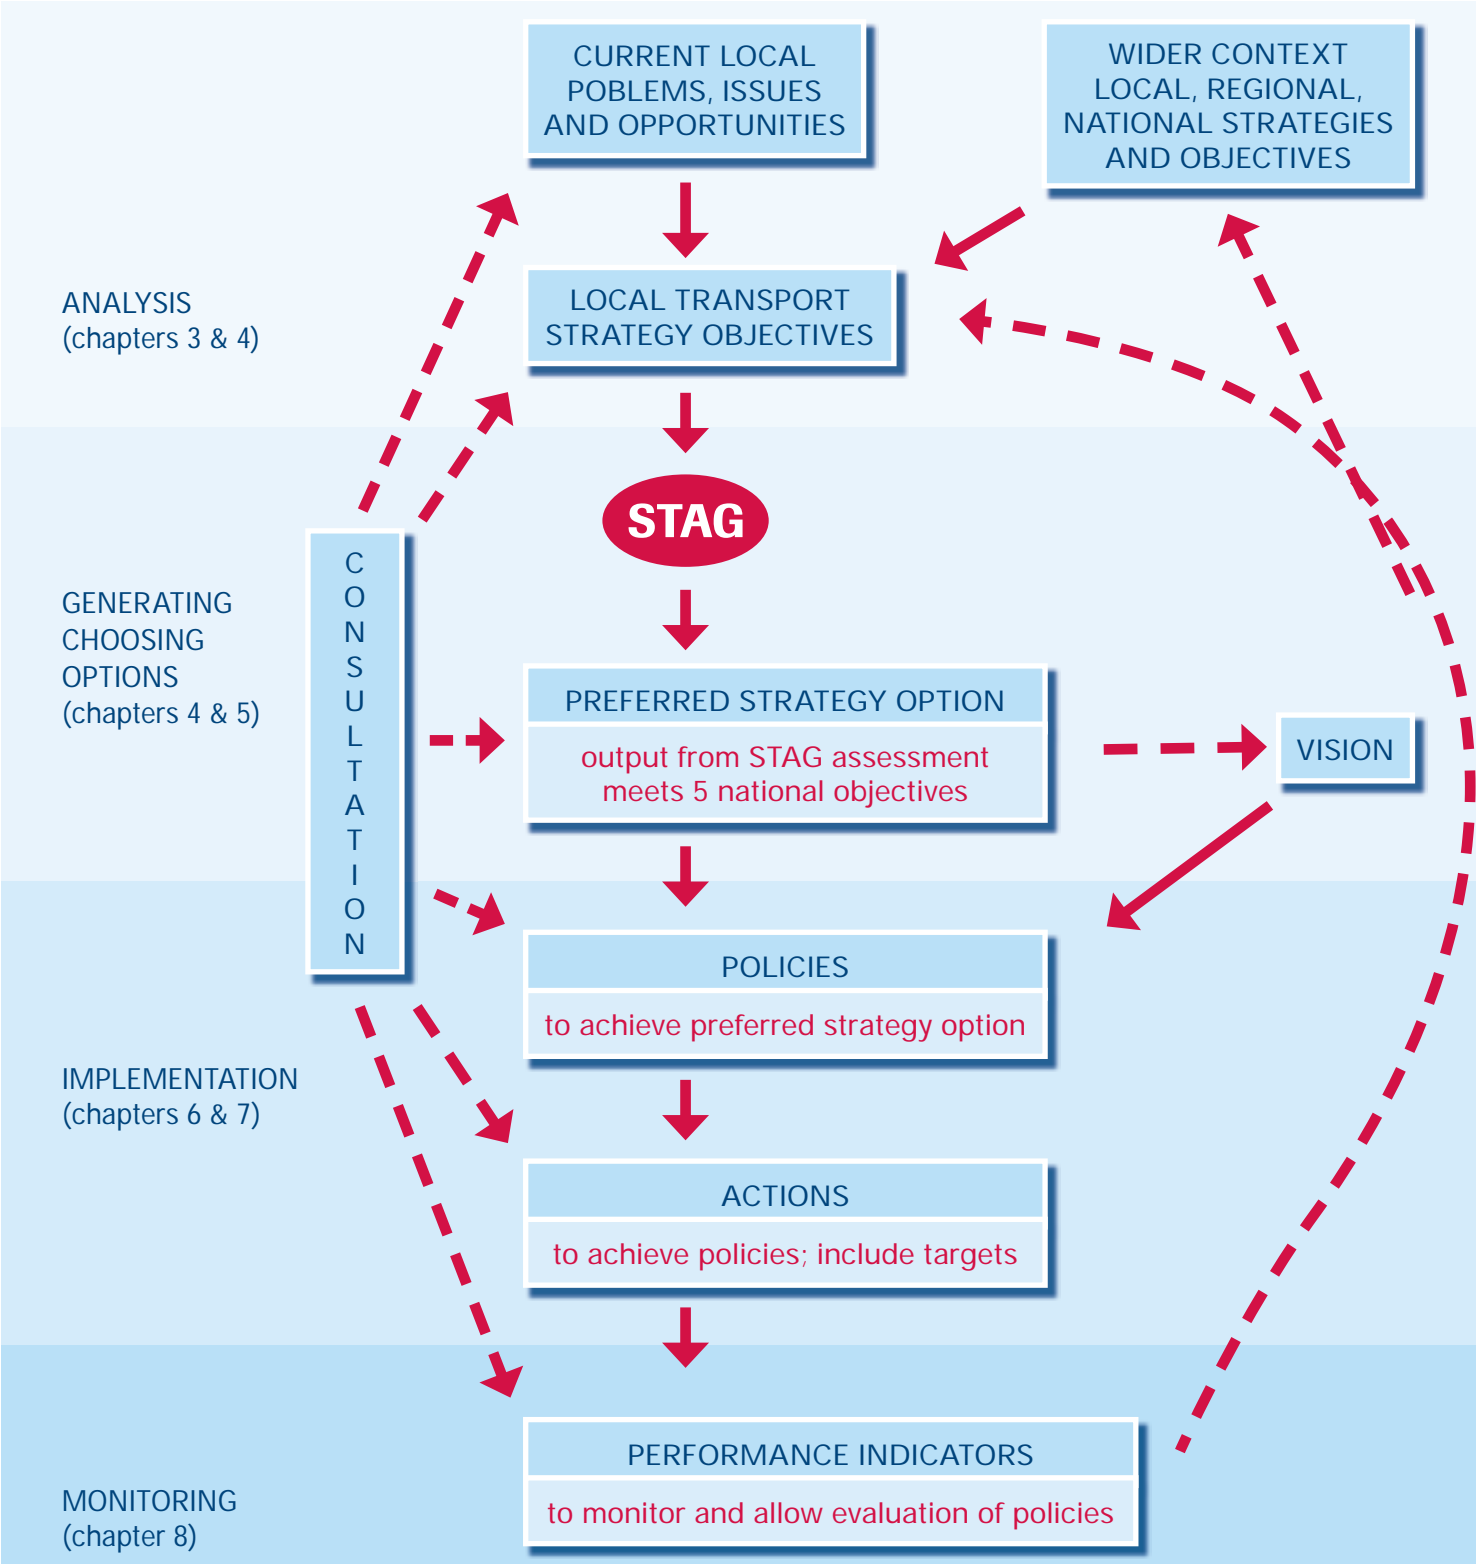 CURRENT LOCAL
POBLEMS, ISSUES
AND OPPORTUNITIES
WIDER CONTEXT
LOCAL, REGIONAL,
NATIONAL STRATEGIES
AND OBJECTIVES
ANALYSIS
(chapters 3 & 4)
LOCAL TRANSPORT
STRATEGY OBJECTIVES
STAG
GENERATING
CHOOSING
OPTIONS
(chapters 4 & 5)
CONSULTATION
PREFERRED STRATEGY OPTION
output from STAG assessment
meets 5 national objectives
VISION
POLICIES
to achieve preferred strategy option
IMPLEMENTATION
(chapters 6 & 7)
ACTIONS
to achieve policies; include targets
PERFORMANCE INDICATORS
to monitor and allow evaluation of policies
MONITORING
(chapter 8)